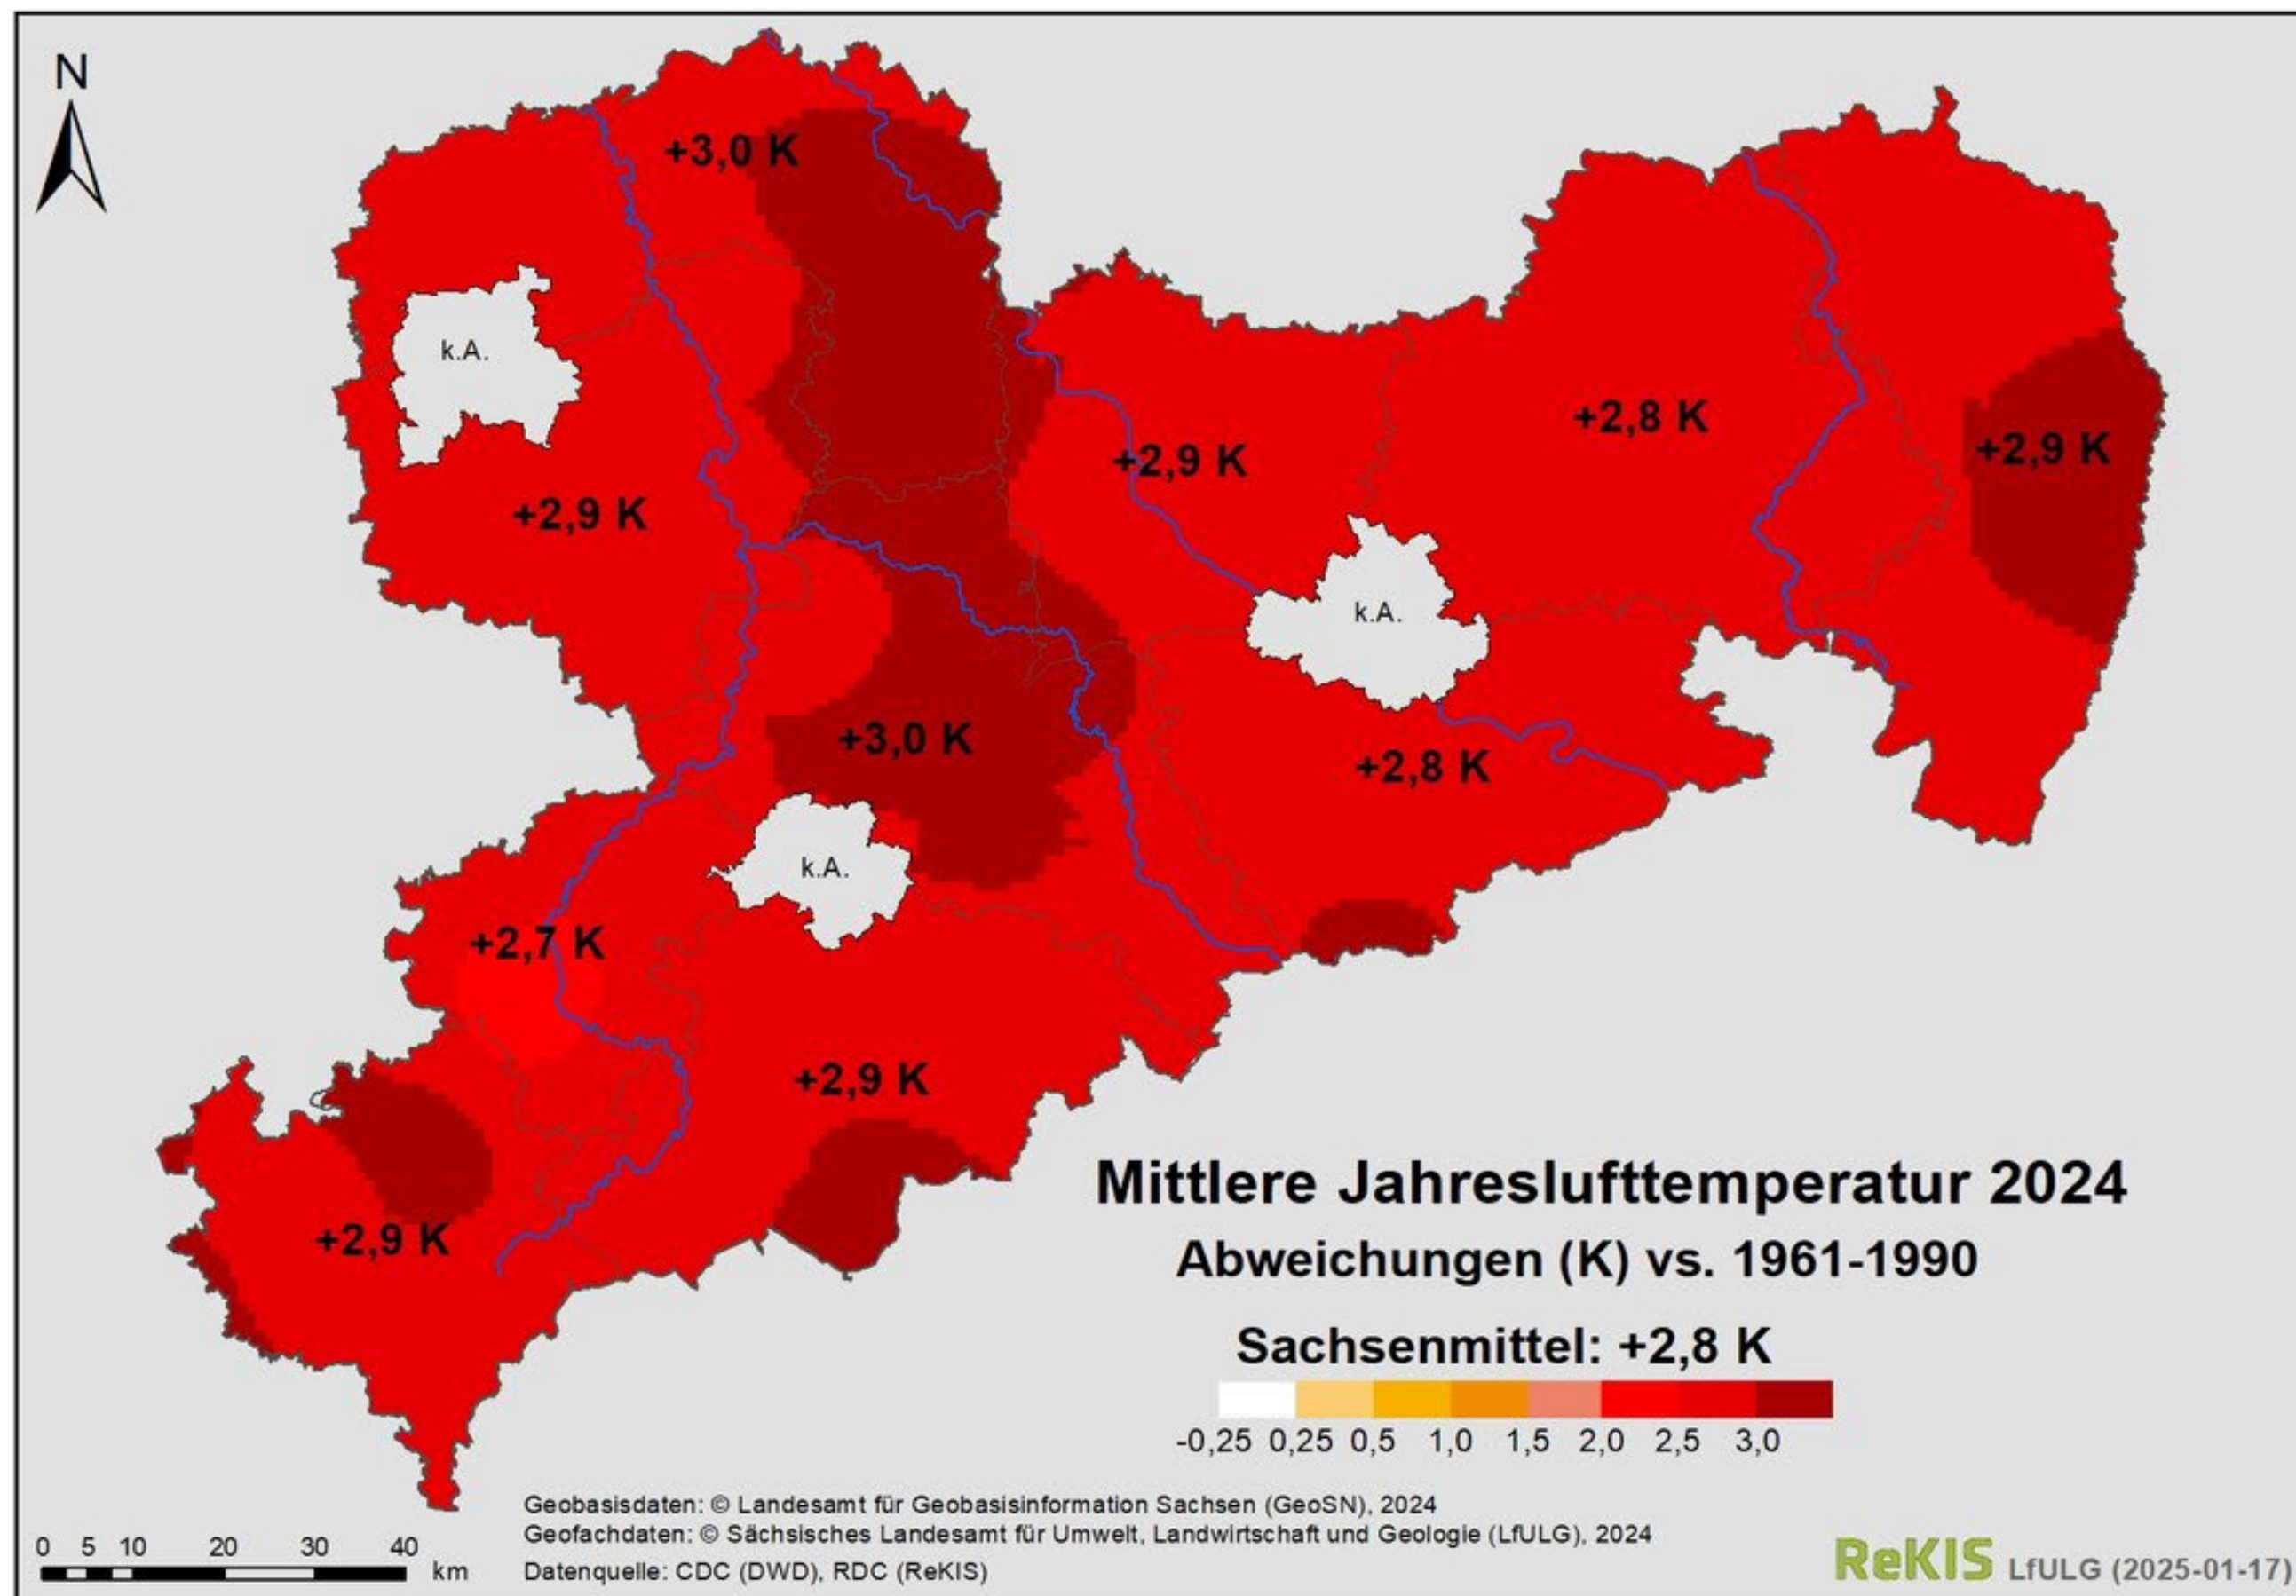 N
+3,0 K
k.A.
+2,8 K
+2,9 K
+2,9 K
+2,9 K
k.A.
+3,0 K
+2,8 K
k.A.
+2,7 K
+2,9 K
+2,9 K
Mittlere Jahreslufttemperatur 2024
Abweichungen (K) vs. 1961-1990
Sachsenmittel: +2,8 K
-0,25 0,25 0,5 1,0 1,5 2,0 2,5 3,0
Geobasisdaten: © Landesamt für Geobasisinformation Sachsen (GeoSN), 2024
Geofachdaten: © Sächsisches Landesamt für Umwelt, Landwirtschaft und Geologie (LfULG), 2024
Datenquelle: CDC (DWD), RDC (ReKIS)
0 5 10 20 30 40
km
ReKIS LfULG (2025-01-17)